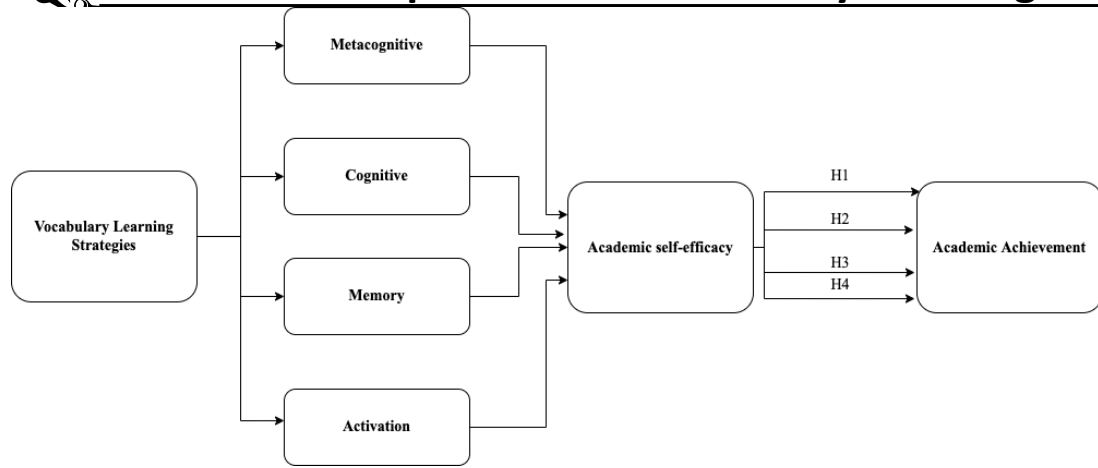 Metacognitive
Cognitive
Vocabulary Learning
Strategies
Memory
Activation
Academic self-efficacy
H1
H2
H3
H4
Academic Achievement